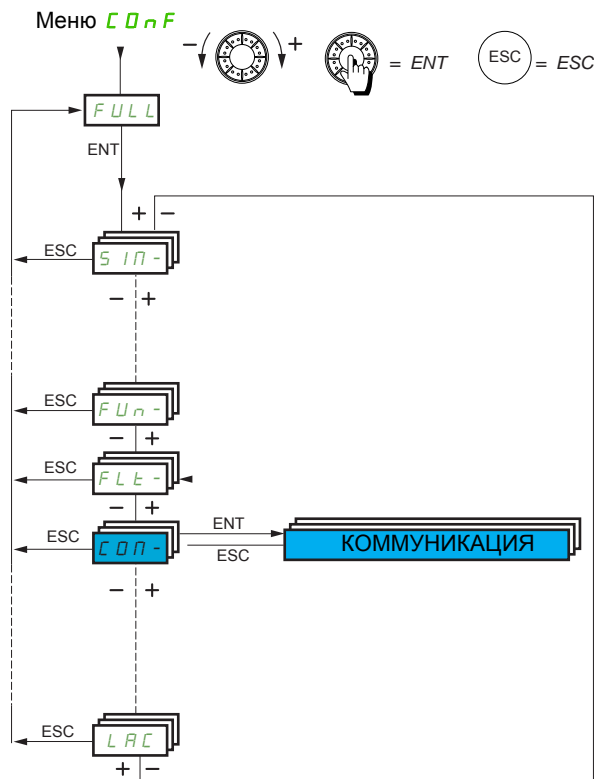 Меню COnF
- + = ENT ESC = ESC
FULL
ENT
+ -
ESC SIM-
- +
ESC FUn-
- +
ESC FLt-
- +
ESC COM- ENT КОММУНИКАЦИЯ
ESC
- +
ESC LAC
+ -